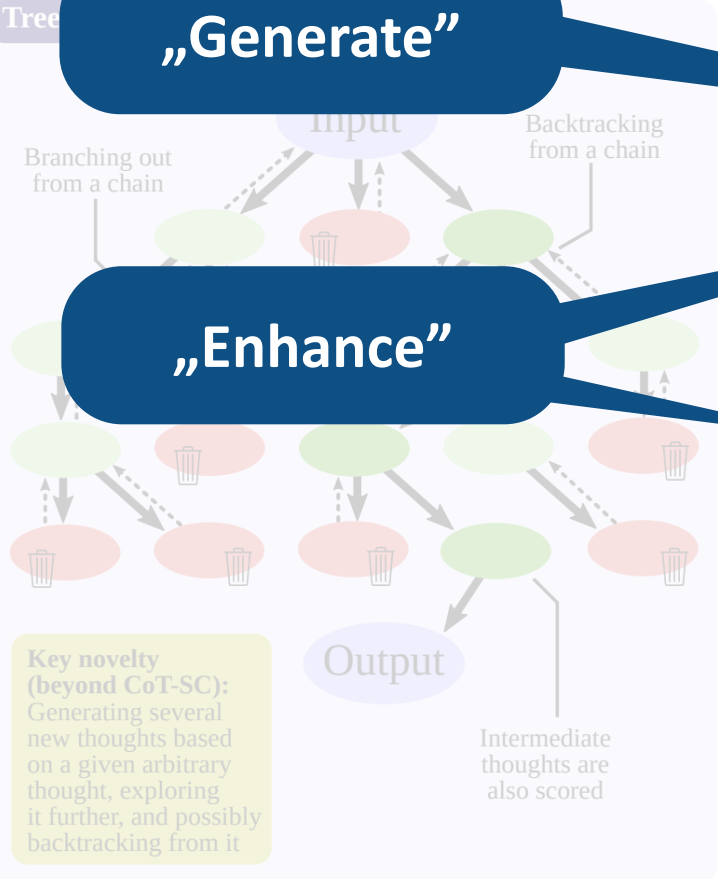 Tree
„Generate”
Input
Backtracking
from a chain
Branching out
from a chain
„Enhance”
Output
Key novelty
(beyond CoT-SC):
Generating several
new thoughts based
on a given arbitrary
thought, exploring
it further, and possibly
backtracking from it
Intermediate
thoughts are
also scored